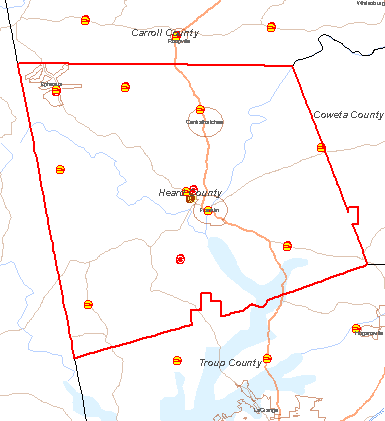 Whitesburg
Carroll County
Roopville
Ephesus
Coweta County
Centralhatchee
Heard County
Franklin
Hogansville
Troup County
LaGrange